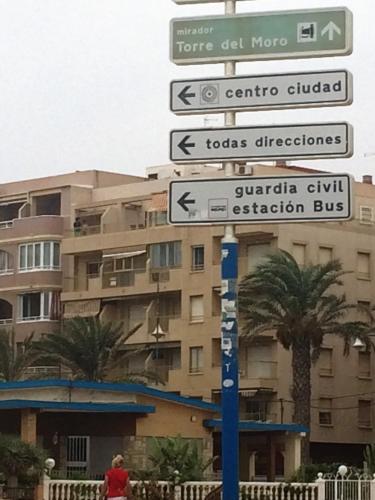 mirador
Torre del Moro
centro ciudad
todas direcciones
guardia civil
estación Bus